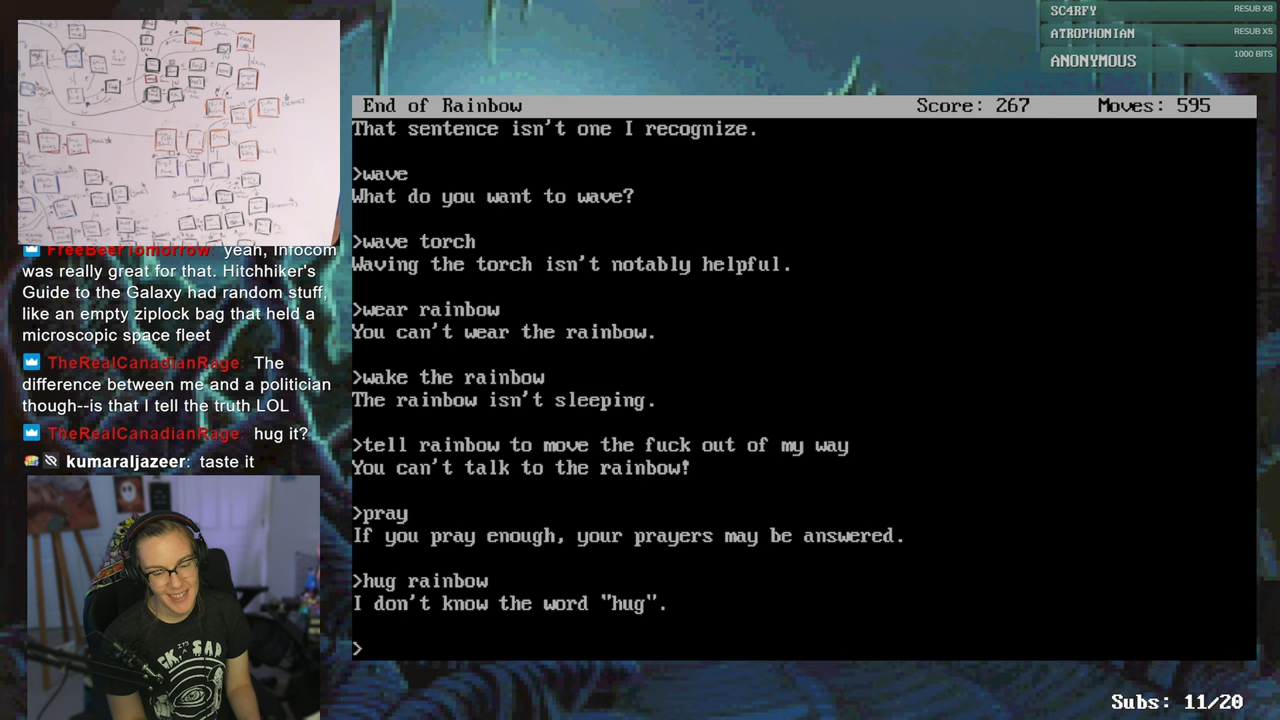 SC4RFY RESUB X8
ATROPHONIAN RESUB X5
ANONYMOUS 1000 BITS
End of Rainbow Score: 267 Moves: 595
That sentence isn't one I recognize.
>wave
What do you want to wave?
>wave torch
Waving the torch isn't notably helpful.
>wear rainbow
You can't wear the rainbow.
>wake the rainbow
The rainbow isn't sleeping.
>tell rainbow to move the fuck out of my way
You can't talk to the rainbow!
>pray
If you pray enough, your prayers may be answered.
>hug rainbow
I don't know the word "hug".
>
FreeBeerTomorrow: yeah, Infocom
was really great for that. Hitchhiker's
Guide to the Galaxy had random stuff,
like an empty ziplock bag that held a
microscopic space fleet
TheRealCanadianRage: The
difference between me and a politician
though--is that I tell the truth LOL
TheRealCanadianRage: hug it?
kumaraljazeer: taste it
SAD
Subs: 11/20